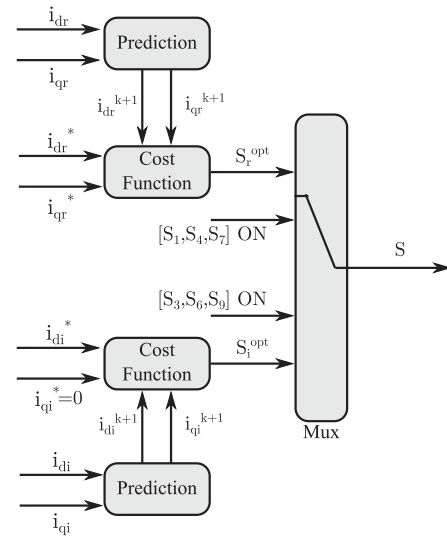 i_dr
Prediction
i_qr
i_dr^k+1
i_qr^k+1
i_dr^*
Cost
Function
S_r^opt
i_qr^*
[S_1,S_4,S_7] ON
S
[S_3,S_6,S_9] ON
i_di^*
Cost
Function
S_i^opt
i_qi^*=0
i_di^k+1
i_qi^k+1
Mux
i_di
Prediction
i_qi